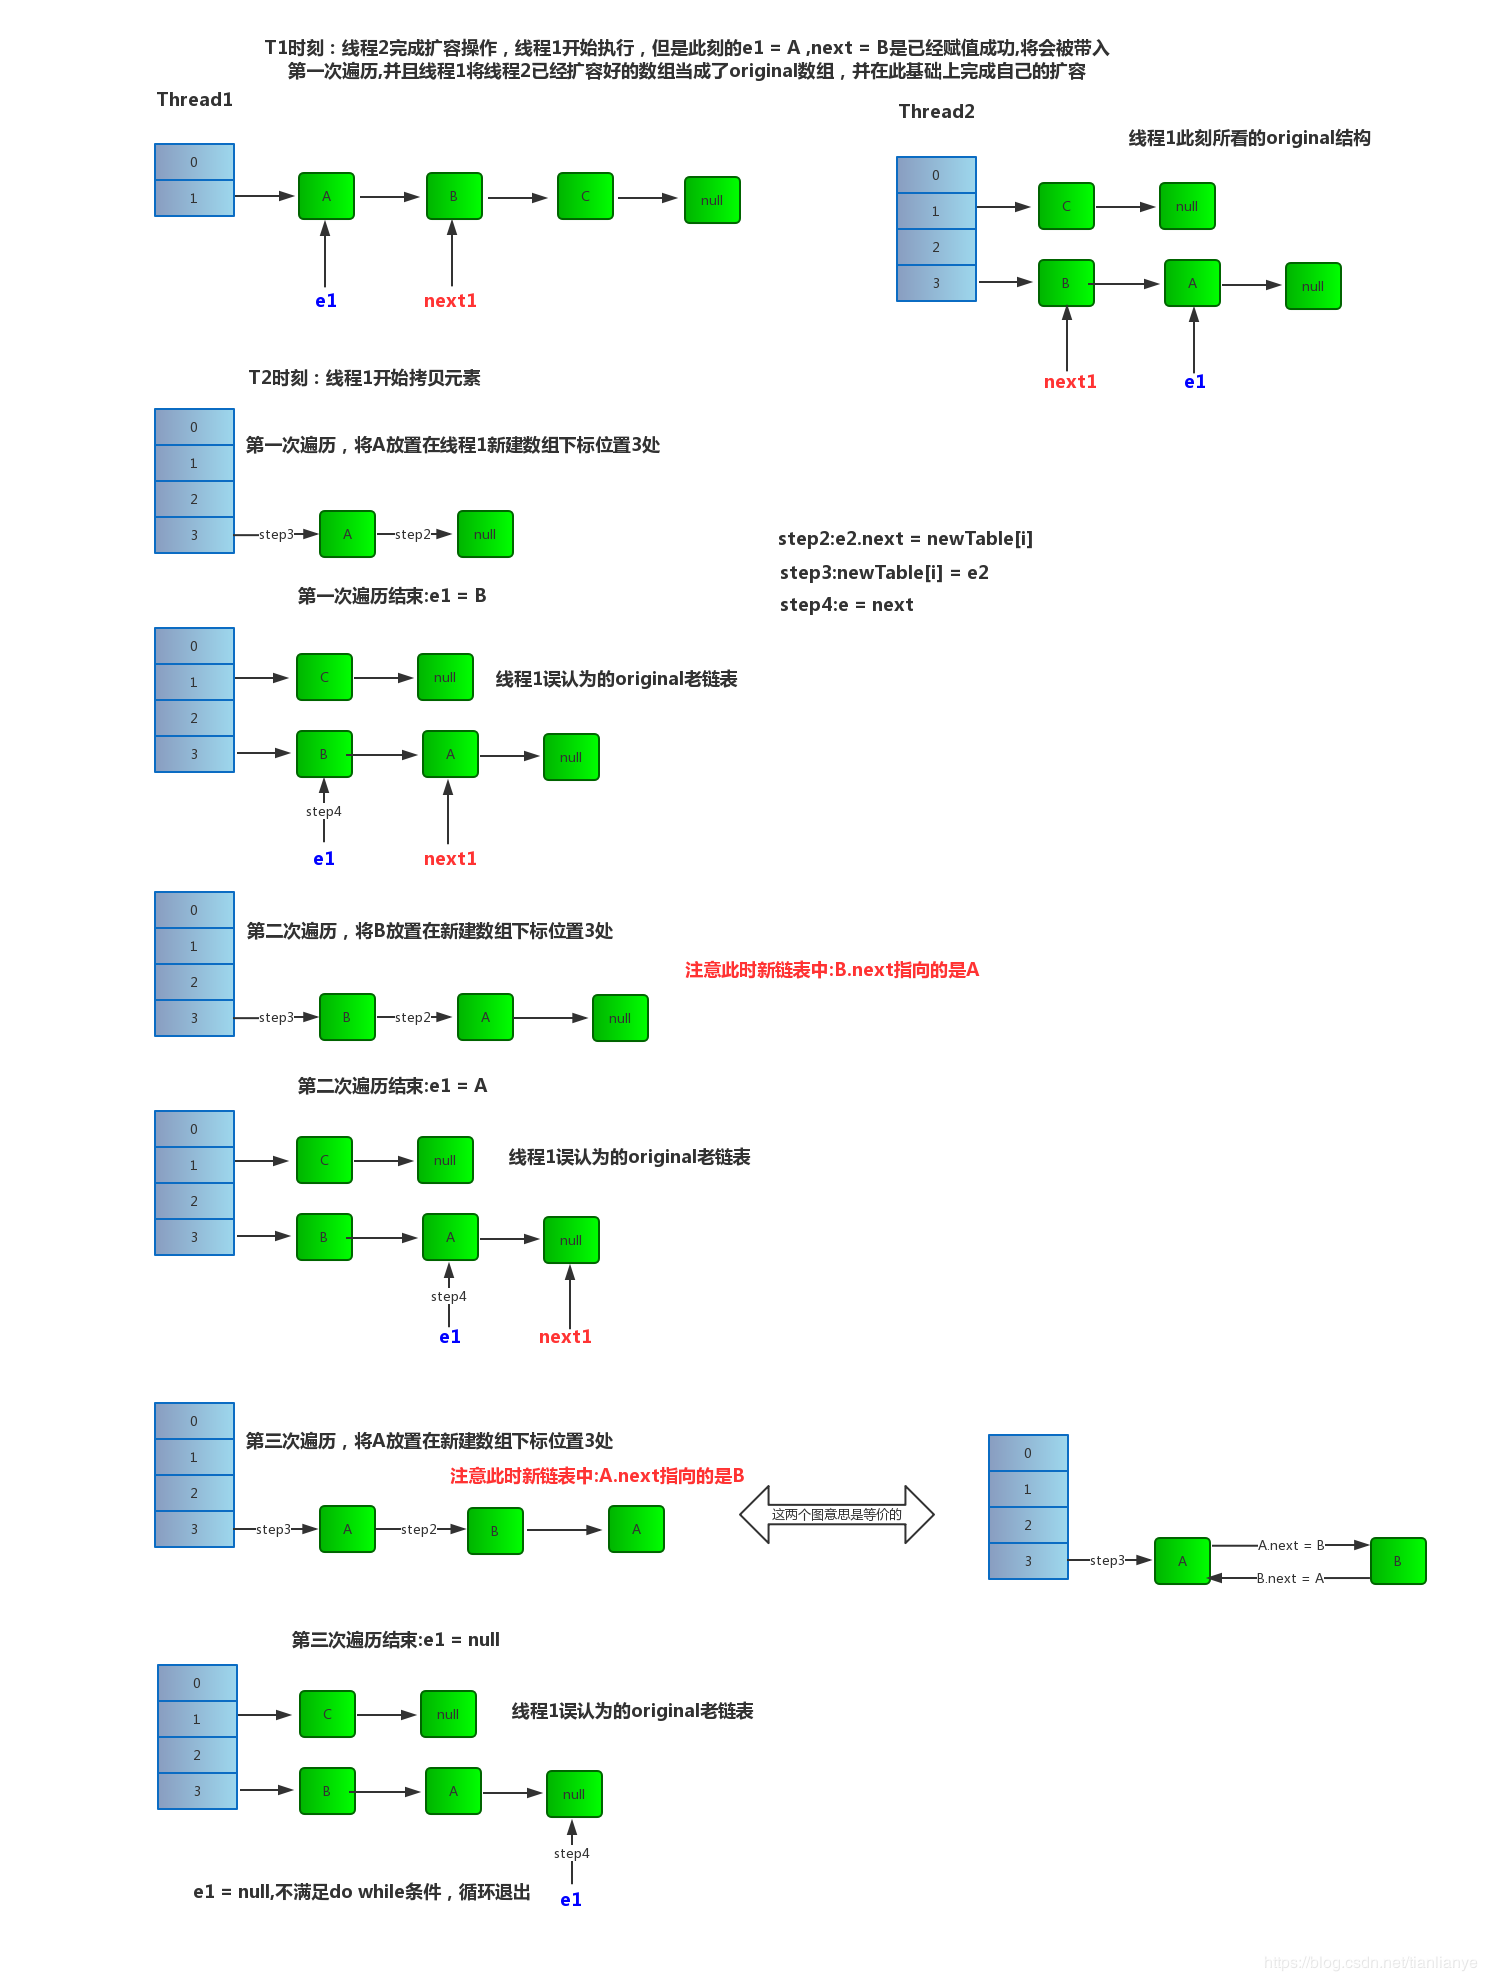 T1时刻：线程2完成扩容操作，线程1开始执行，但是此刻的e1 = A ,next = B是已经赋值成功,将会被带入
第一次遍历,并且线程1将线程2已经扩容好的数组当成了original数组，并在此基础上完成自己的扩容
Thread1
0
1
A
B
C
null
e1
next1
Thread2
线程1此刻所看的original结构
0
1
2
3
C
null
B
A
null
next1
e1
T2时刻：线程1开始拷贝元素
第一次遍历，将A放置在线程1新建数组下标位置3处
0
1
2
3
step3
A
step2
null
step2:e2.next = newTable[i]
step3:newTable[i] = e2
step4:e = next
第一次遍历结束:e1 = B
0
1
2
3
C
null
线程1误认为的original老链表
B
A
null
step4
e1
next1
第二次遍历，将B放置在新建数组下标位置3处
注意此时新链表中:B.next指向的是A
0
1
2
3
step3
B
step2
A
null
第二次遍历结束:e1 = A
0
1
2
3
C
null
线程1误认为的original老链表
B
A
null
step4
e1
next1
第三次遍历，将A放置在新建数组下标位置3处
注意此时新链表中:A.next指向的是B
0
1
2
3
step3
A
step2
B
A
这两个图意思是等价的
0
1
2
3
step3
A
A.next = B
B.next = A
B
第三次遍历结束:e1 = null
0
1
2
3
C
null
线程1误认为的original老链表
B
A
null
step4
e1
e1 = null,不满足do while条件，循环退出
https://blog.csdn.net/tianlianye